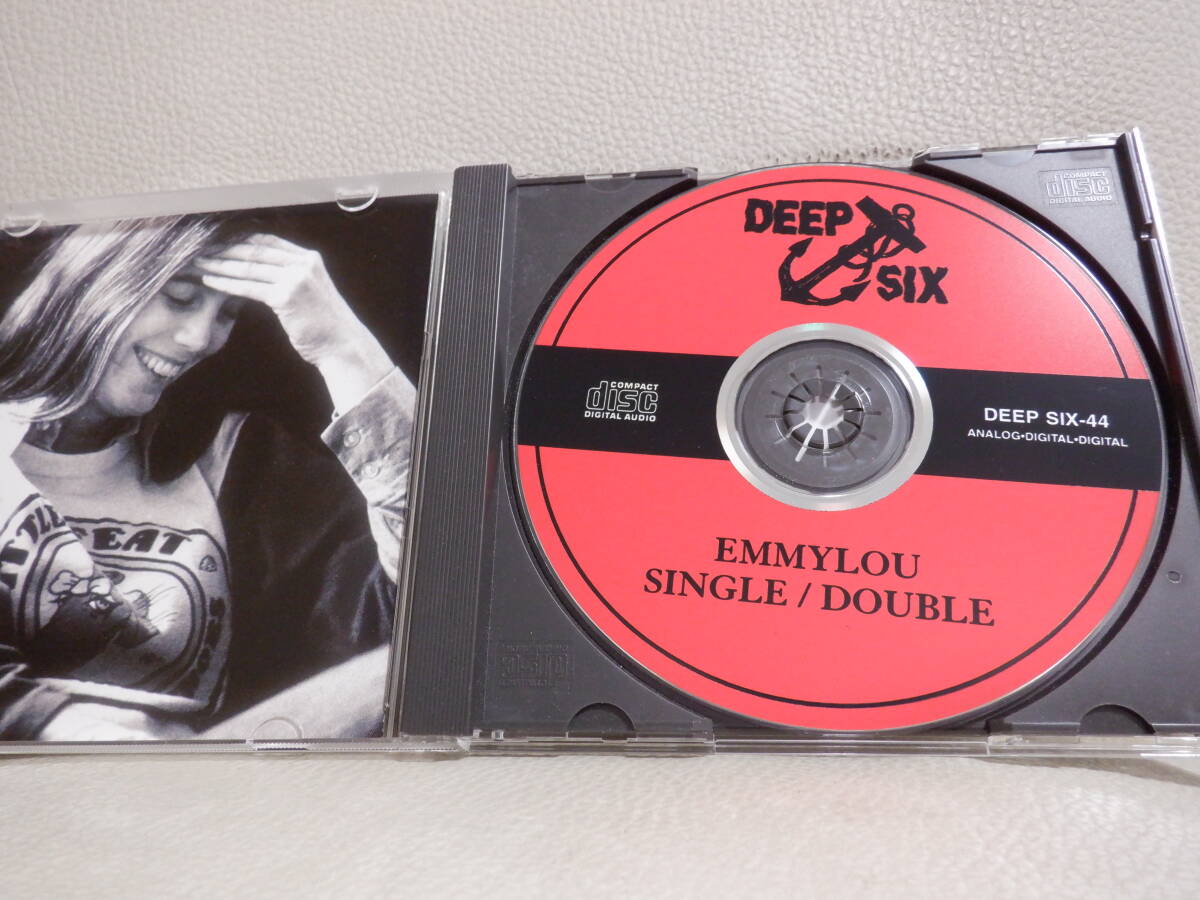 DEEP
SIX
COMPACT
disc
DIGITAL AUDIO
COMPACT
disc
DIGITAL AUDIO
DEEP SIX-44
ANALOG•DIGITAL•DIGITAL
EMMYLOU
SINGLE / DOUBLE
EAT